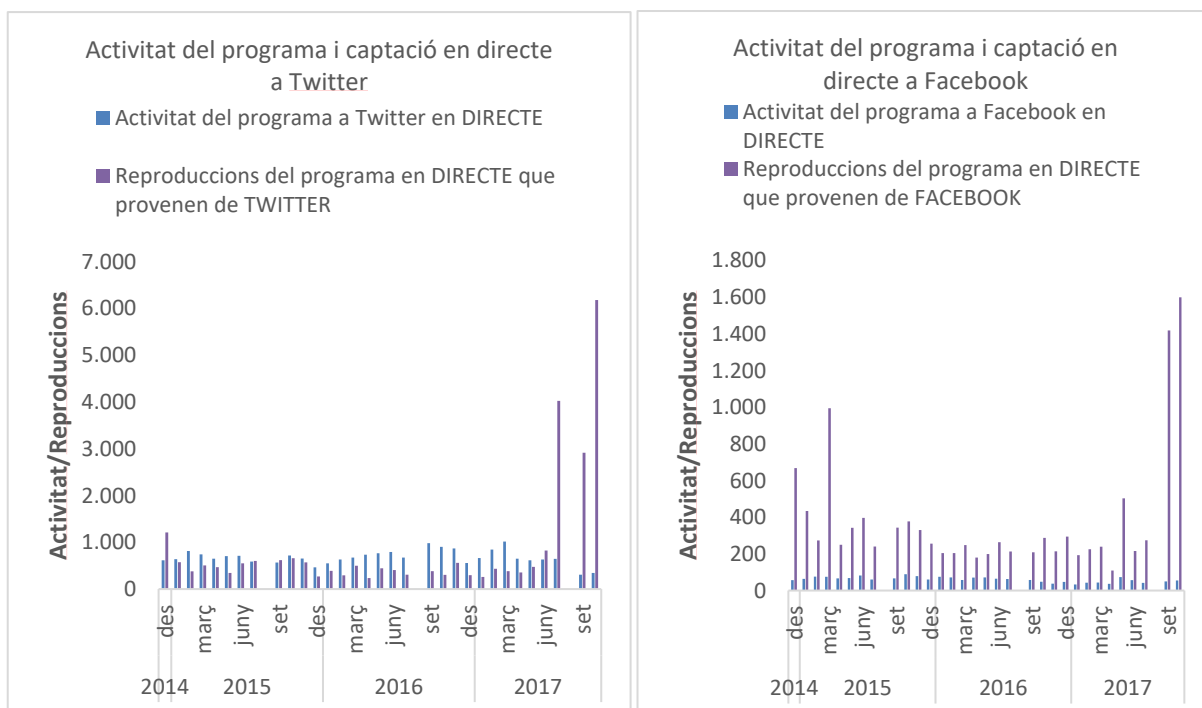 Activitat del programa i captació en directe
a Twitter
Activitat del programa a Twitter en DIRECTE
Reproduccions del programa en DIRECTE que
provenen de TWITTER
Activitat/Reproduccions
7.000
6.000
5.000
4.000
3.000
2.000
1.000
0
des
març
juny
set
des
març
juny
set
des
març
juny
set
2014
2015
2016
2017
Activitat del programa i captació en
directe a Facebook
Activitat del programa a Facebook en
DIRECTE
Reproduccions del programa en DIRECTE
que provenen de FACEBOOK
Activitat/Reproduccions
1.800
1.600
1.400
1.200
1.000
800
600
400
200
0
des
març
juny
set
des
març
juny
set
des
març
juny
set
2014
2015
2016
2017